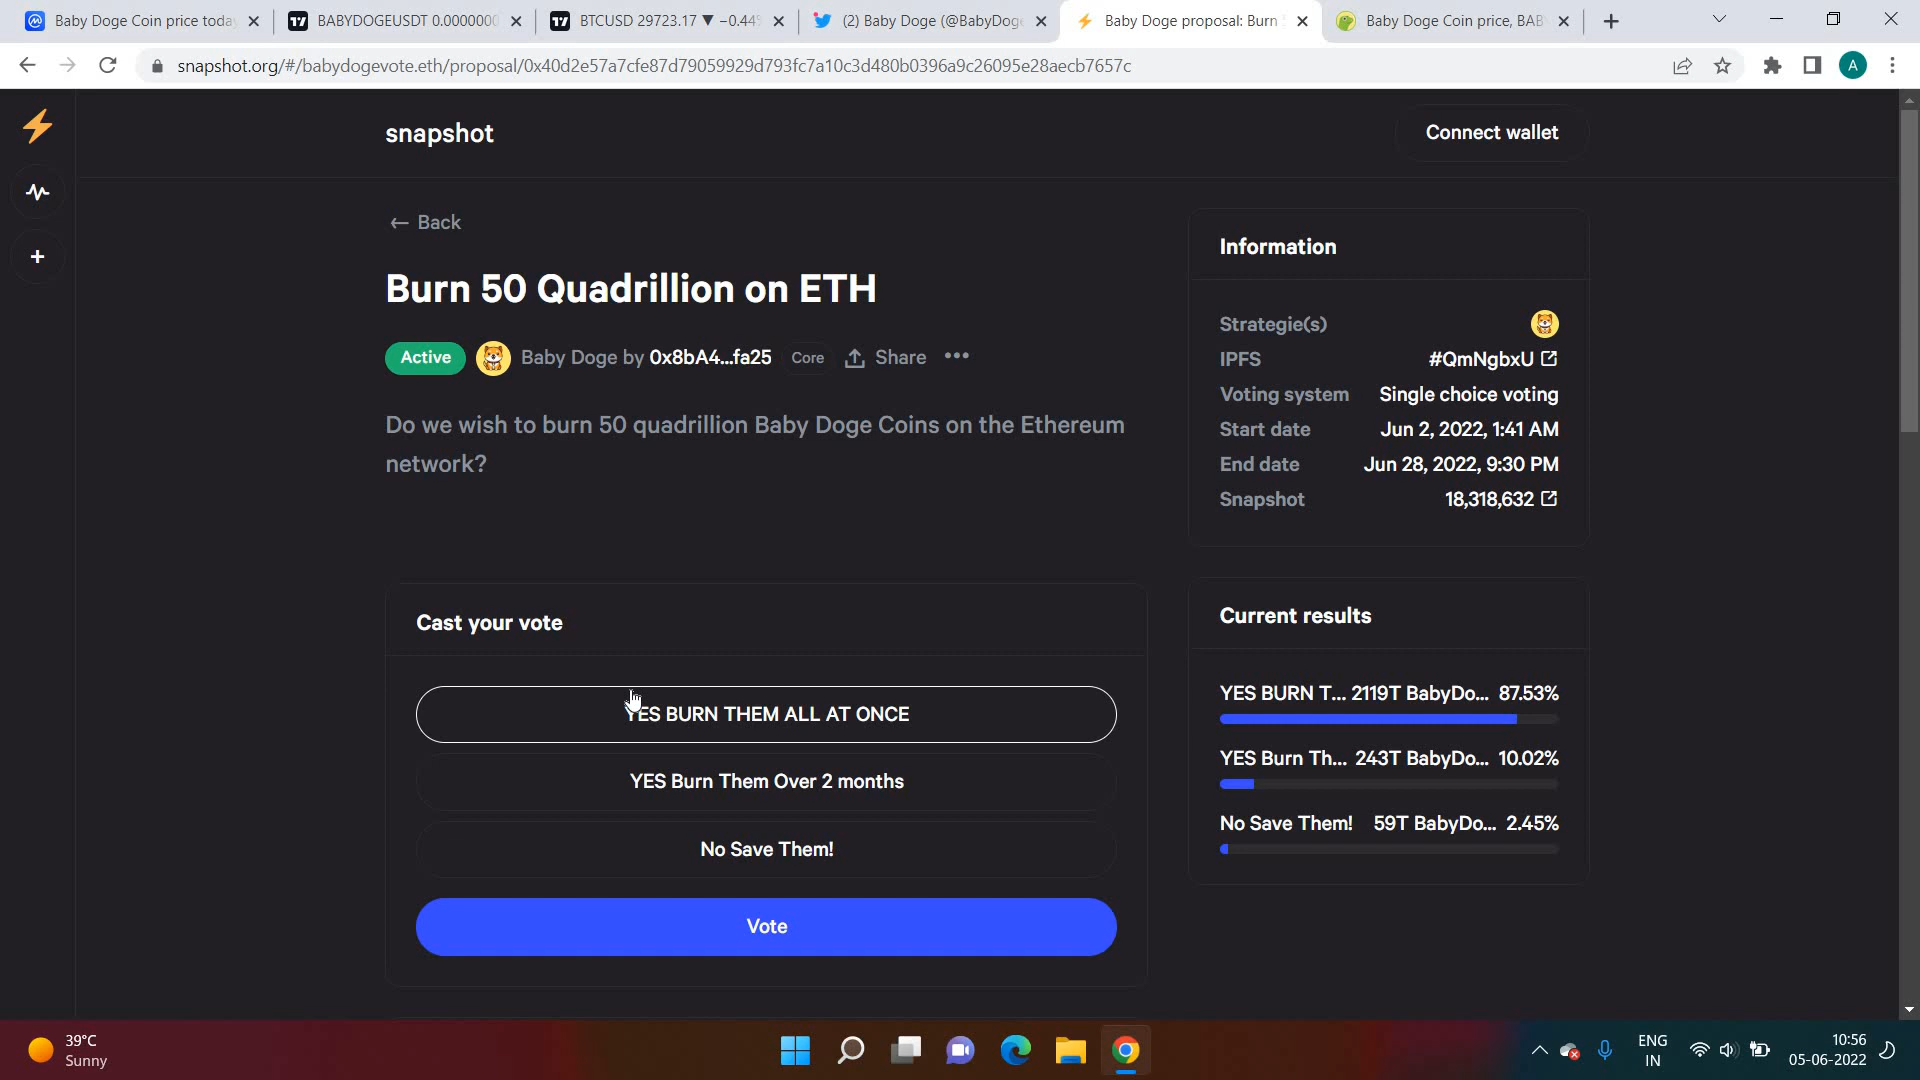 Baby Doge Coin price today
BABYDOGEUSDT 0.0000000
BTCUSD 29723.17 ▼ −0.44%
(2) Baby Doge (@BabyDoge
Baby Doge proposal: Burn
Baby Doge Coin price, BAB
snapshot.org/#/babydogevote.eth/proposal/0x40d2e57a7cfe87d79059929d793fc7a10c3d480b0396a9c26095e28aecb7657c
A
snapshot
Connect wallet
← Back
Burn 50 Quadrillion on ETH
Active Baby Doge by 0x8bA4...fa25 Core Share •••
Do we wish to burn 50 quadrillion Baby Doge Coins on the Ethereum
network?
Information
Strategie(s)
IPFS #QmNgbxU
Voting system Single choice voting
Start date Jun 2, 2022, 1:41 AM
End date Jun 28, 2022, 9:30 PM
Snapshot 18,318,632
Cast your vote
YES BURN THEM ALL AT ONCE
YES Burn Them Over 2 months
No Save Them!
Vote
Current results
YES BURN T... 2119T BabyDo... 87.53%
YES Burn Th... 243T BabyDo... 10.02%
No Save Them! 59T BabyDo... 2.45%
39°C
Sunny
ENG
IN
10:56
05-06-2022